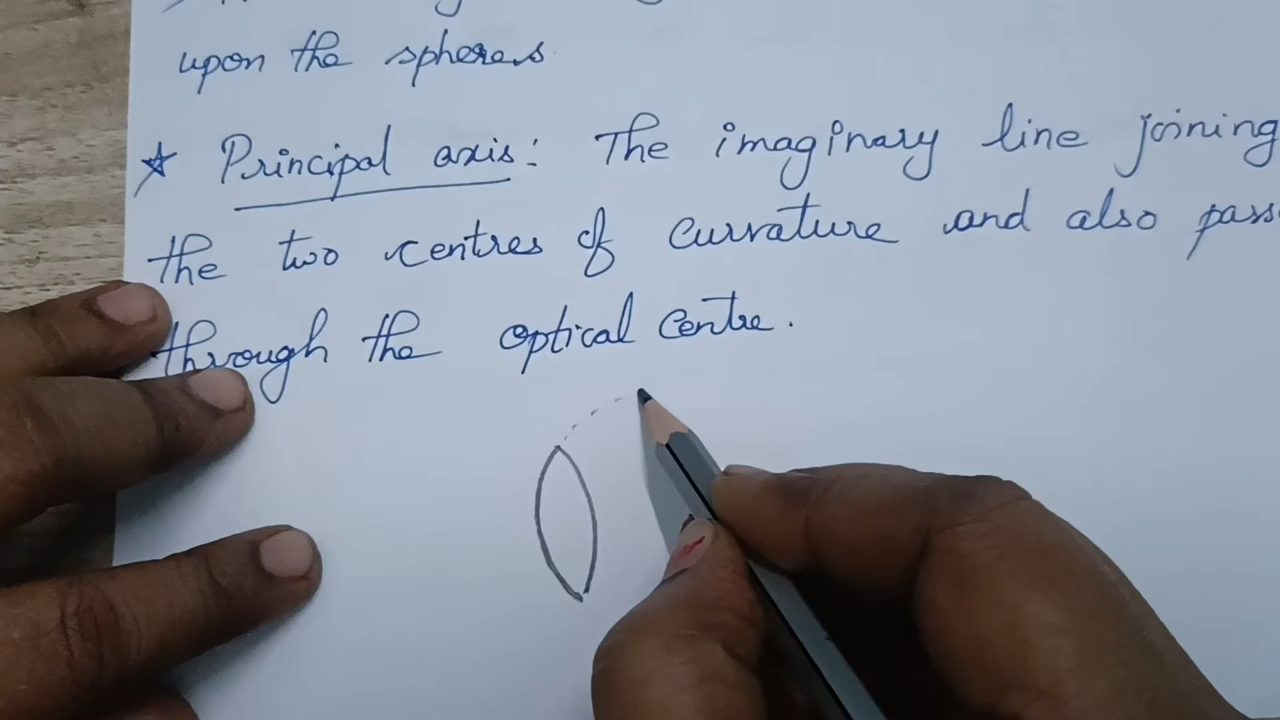 upon the spheres.
☆ Principal axis: The imaginary line joining
the two centres of curvature and also pass
through the optical centre.